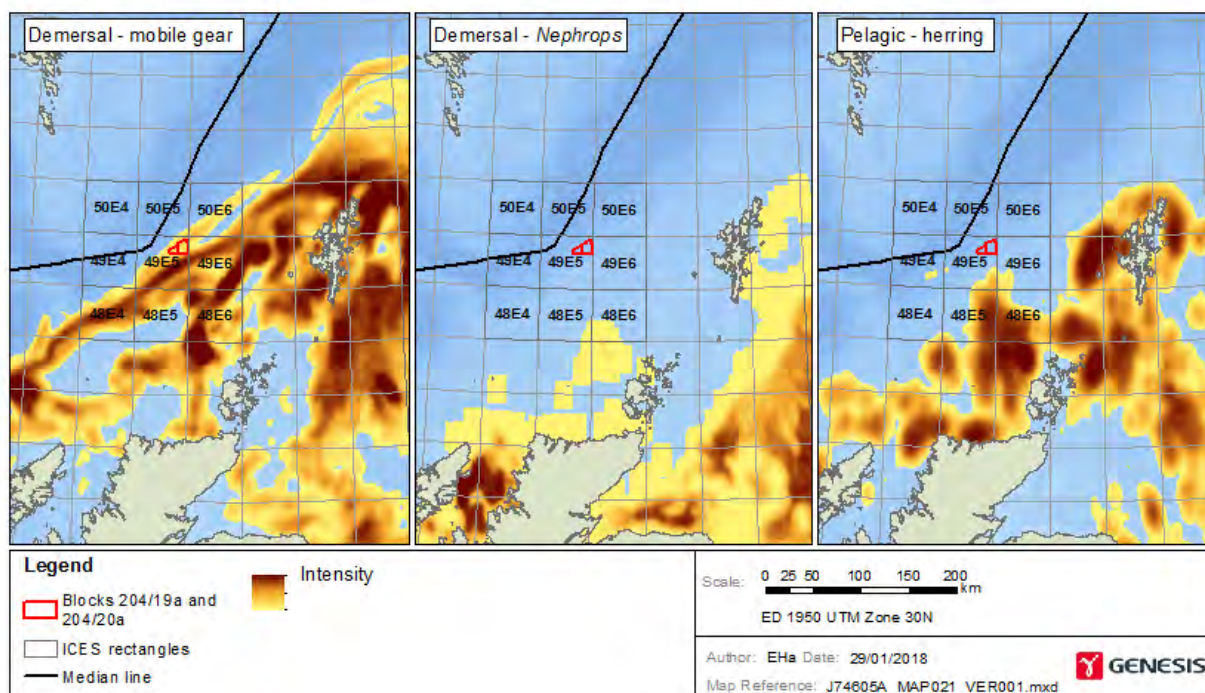 Demersal - mobile gear
Demersal - Nephrops
Pelagic - herring
50E4 50E5 50E6
49E4 49E5 49E6
48E4 48E5 48E6
50E4 50E5 50E6
49E4 49E5 49E6
48E4 48E5 48E6
50E4 50E5 50E6
49E4 49E5 49E6
48E4 48E5 48E6
Legend
Blocks 204/19a and
204/20a
ICES rectangles
Median line
Intensity
Scale: 0 25 50 100 150 200
km
ED 1950 UTM Zone 30N
Author: EHa Date: 29/01/2018
Map Reference: J74605A_MAP021_VER001.mxd
GENESIS